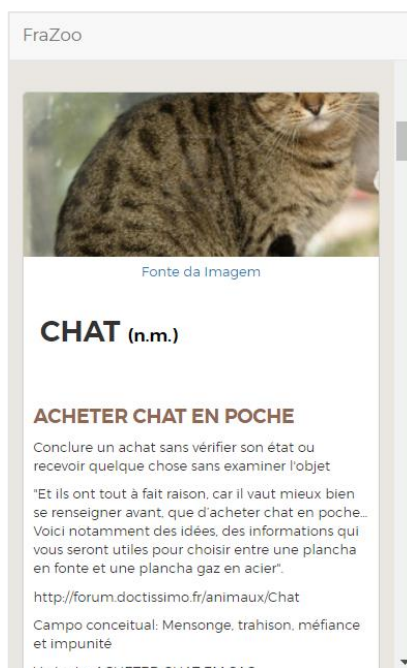 FraZoo
Fonte da Imagem
CHAT (n.m.)
ACHETER CHAT EN POCHE
Conclure un achat sans vérifier son état ou
recevoir quelque chose sans examiner l'objet
"Et ils ont tout à fait raison, car il vaut mieux bien
se renseigner avant, que d'acheter chat en poche...
Voici notamment des idées, des informations qui
vous seront utiles pour choisir entre une plancha
en fonte et une plancha gaz en acier".
http://forum.doctissimo.fr/animaux/Chat
Campo conceitual: Mensonge, trahison, méfiance
et impunité